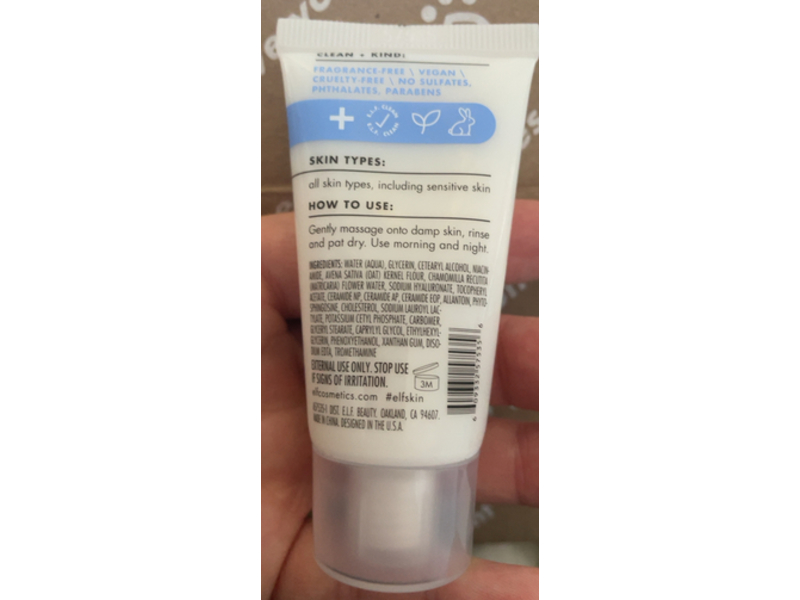 CLEAN + KIND:
FRAGRANCE-FREE \ VEGAN \
CRUELTY-FREE \ NO SULFATES,
PHTHALATES, PARABENS
E.L.F. CLEAN
E.L.F. CLEAN
SKIN TYPES:
all skin types, including sensitive skin
HOW TO USE:
Gently massage onto damp skin, rinse
and pat dry. Use morning and night.
INGREDIENTS: WATER (AQUA), GLYCERIN, CETEARYL ALCOHOL, NIACIN-
AMIDE, AVENA SATIVA (OAT) KERNEL FLOUR, CHAMOMILLA RECUTITA
(MATRICARIA) FLOWER WATER, SODIUM HYALURONATE, TOCOPHERYL
ACETATE, CERAMIDE NP, CERAMIDE AP, CERAMIDE EOP, ALLANTOIN, PHYTO-
SPHINGOSINE, CHOLESTEROL, SODIUM LAUROYL LAC-
TYLATE, POTASSIUM CETYL PHOSPHATE, CARBOMER,
GLYCERYL STEARATE, CAPRYLYL GLYCOL, ETHYLHEXYL-
GLYCERIN, PHENOXYETHANOL, XANTHAN GUM, DISO-
DIUM EDTA, TROMETHAMINE
EXTERNAL USE ONLY. STOP USE
IF SIGNS OF IRRITATION.
3M
elfcosmetics.com #elfskin
DIST. E.L.F. BEAUTY. OAKLAND, CA 94607.
MADE IN CHINA. DESIGNED IN THE U.S.A.